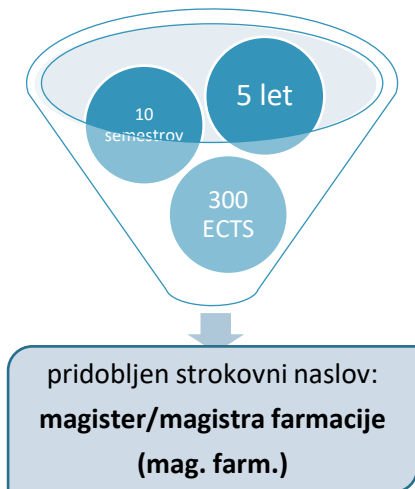 10
semestrov
5 let
300
ECTS
pridobljen strokovni naslov:
magister/magistra farmacije
(mag. farm.)